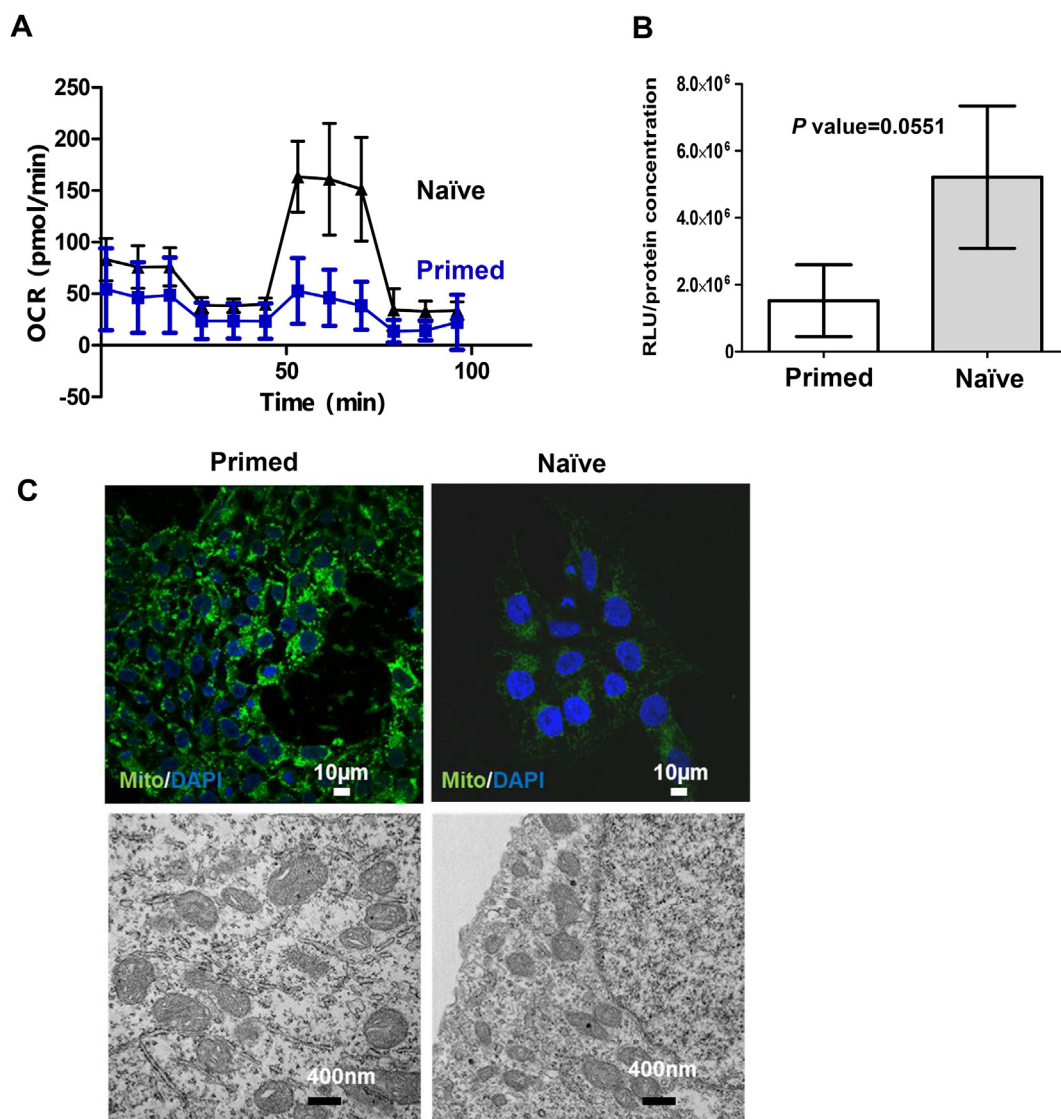 A
B
250
200
150
100
50
0
-50
OCR (pmol/min)
Naïve
Primed
50
100
Time (min)
8.0×10⁶
6.0×10⁶
4.0×10⁶
2.0×10⁶
0
RLU/protein concentration
P value=0.0551
Primed
Naïve
C
Primed
Naïve
Mito/DAPI
10μm
Mito/DAPI
10μm
400nm
400nm